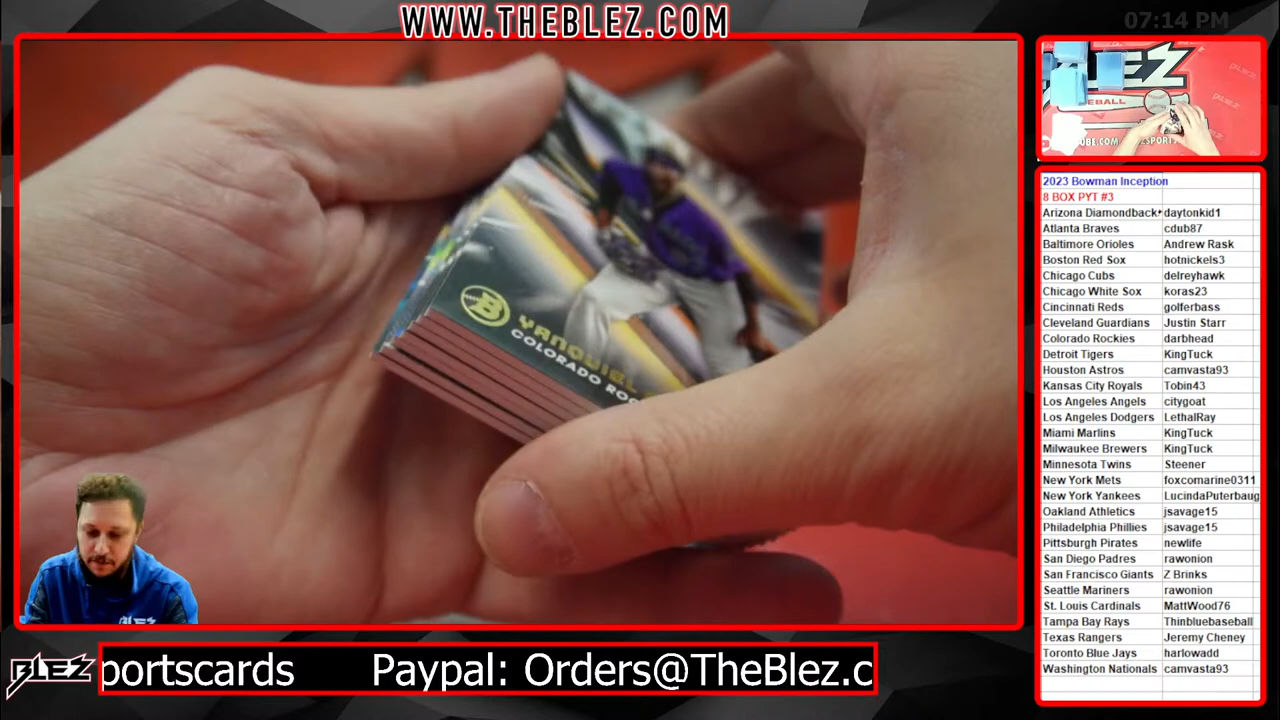 WWW.THEBLEZ.COM
07:14 PM
YANQUIEL
COLORADO
B
2023 Bowman Inception
8 BOX PYT #3
Arizona Diamondback daytonkid1
Atlanta Braves cdub87
Baltimore Orioles Andrew Rask
Boston Red Sox hotnickels3
Chicago Cubs delreyhawk
Chicago White Sox koras23
Cincinnati Reds golferbass
Cleveland Guardians Justin Starr
Colorado Rockies darbhead
Detroit Tigers KingTuck
Houston Astros camvasta93
Kansas City Royals Tobin43
Los Angeles Angels citygoat
Los Angeles Dodgers LethalRay
Miami Marlins KingTuck
Milwaukee Brewers KingTuck
Minnesota Twins Steener
New York Mets foxcomarine0311
New York Yankees LucindaPuterbaug
Oakland Athletics jsavage15
Philadelphia Phillies jsavage15
Pittsburgh Pirates newlife
San Diego Padres rawonion
San Francisco Giants Z Brinks
Seattle Mariners rawonion
St. Louis Cardinals MattWood76
Tampa Bay Rays Thinbluebaseball
Texas Rangers Jeremy Cheney
Toronto Blue Jays harlowadd
Washington Nationals camvasta93
BLEZ
portscards Paypal: Orders@TheBlez.c